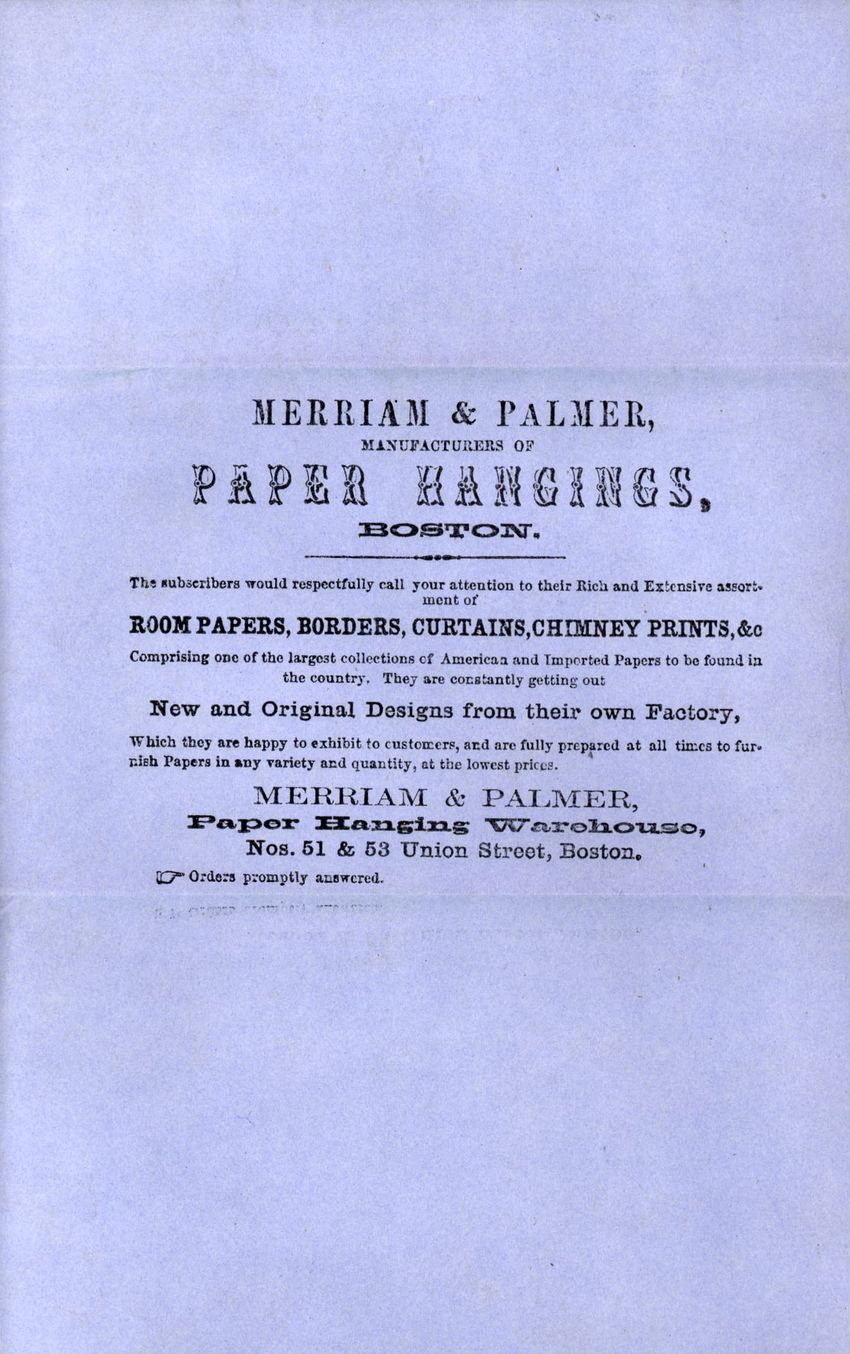 MERRIAM & PALMER,
MANUFACTURERS OF
PAPER HANGINGS,
BOSTON.
The subscribers would respectfully call your attention to their Rich and Extensive assort-
ment of
ROOM PAPERS, BORDERS, CURTAINS, CHIMNEY PRINTS, &c
Comprising one of the largest collections of American and Imported Papers to be found in
the country. They are constantly getting out
New and Original Designs from their own Factory,
Which they are happy to exhibit to customers, and are fully prepared at all times to fur-
nish Papers in any variety and quantity, at the lowest prices.
MERRIAM & PALMER,
Paper Hanging Warehouse,
Nos. 51 & 53 Union Street, Boston.
☞ Orders promptly answered.